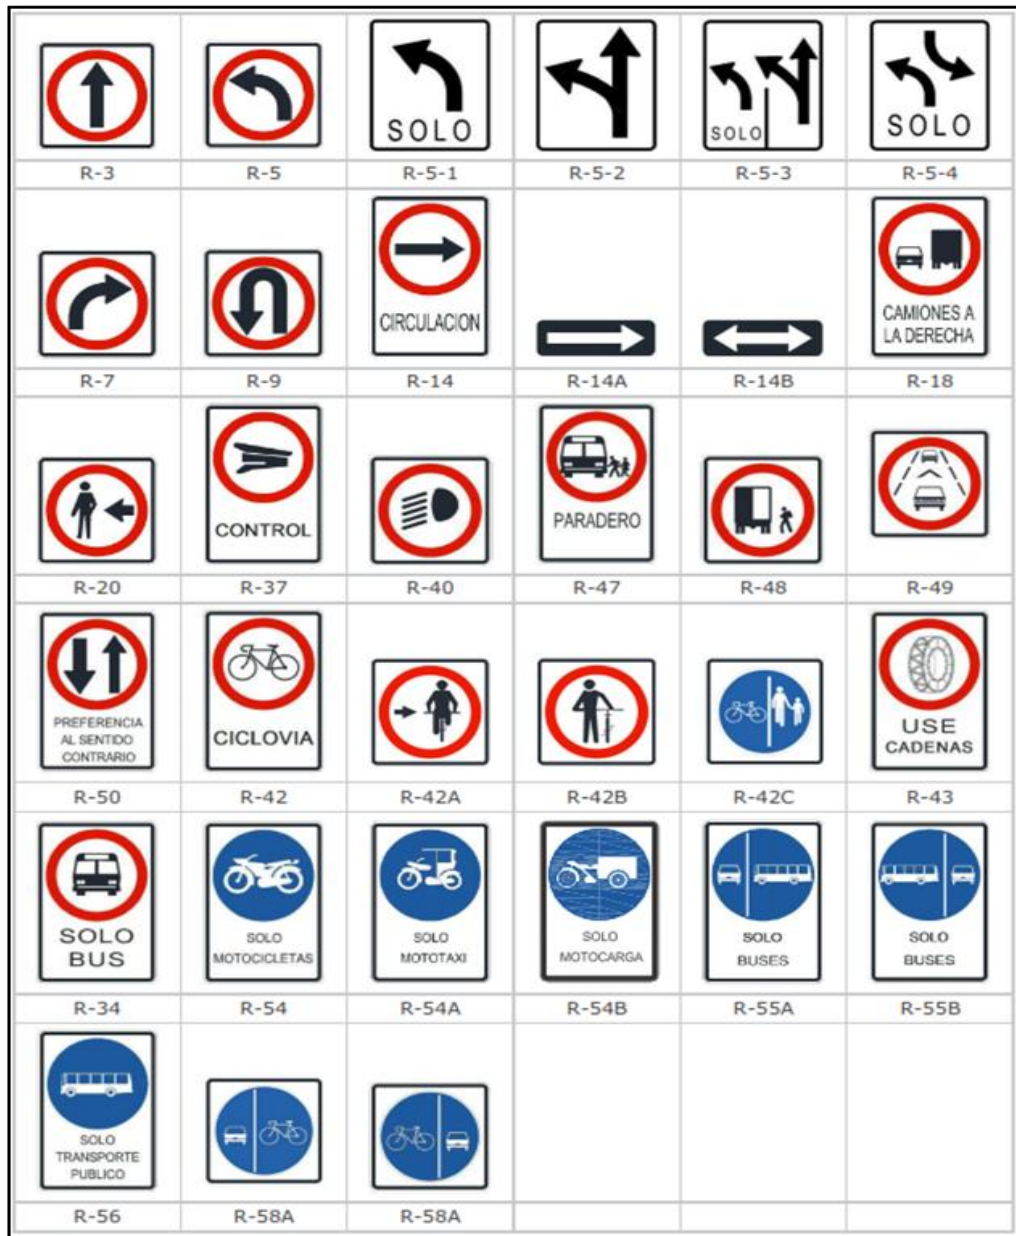 SOLO
SOLO
SOLO
R-3 R-5 R-5-1 R-5-2 R-5-3 R-5-4
CIRCULACION
CAMIONES A
LA DERECHA
R-7 R-9 R-14 R-14A R-14B R-18
CONTROL
PARADERO
R-20 R-37 R-40 R-47 R-48 R-49
PREFERENCIA
AL SENTIDO
CONTRARIO
CICLOVIA
USE
CADENAS
R-50 R-42 R-42A R-42B R-42C R-43
SOLO
BUS
SOLO
MOTOCICLETAS
SOLO
MOTOTAXI
SOLO
MOTOCARGA
SOLO
BUSES
SOLO
BUSES
R-34 R-54 R-54A R-54B R-55A R-55B
SOLO
TRANSPORTE
PUBLICO
R-56 R-58A R-58A